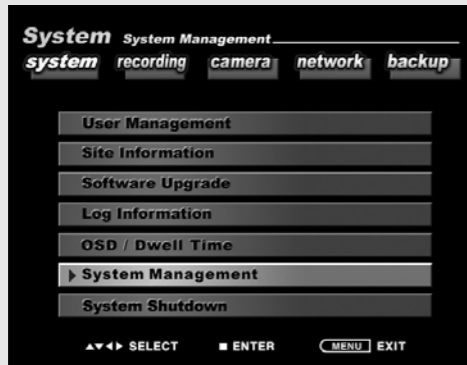 System System Management
system recording camera network backup
User Management
Site Information
Software Upgrade
Log Information
OSD / Dwell Time
System Management
System Shutdown
▲▼◀▶ SELECT ■ ENTER MENU EXIT